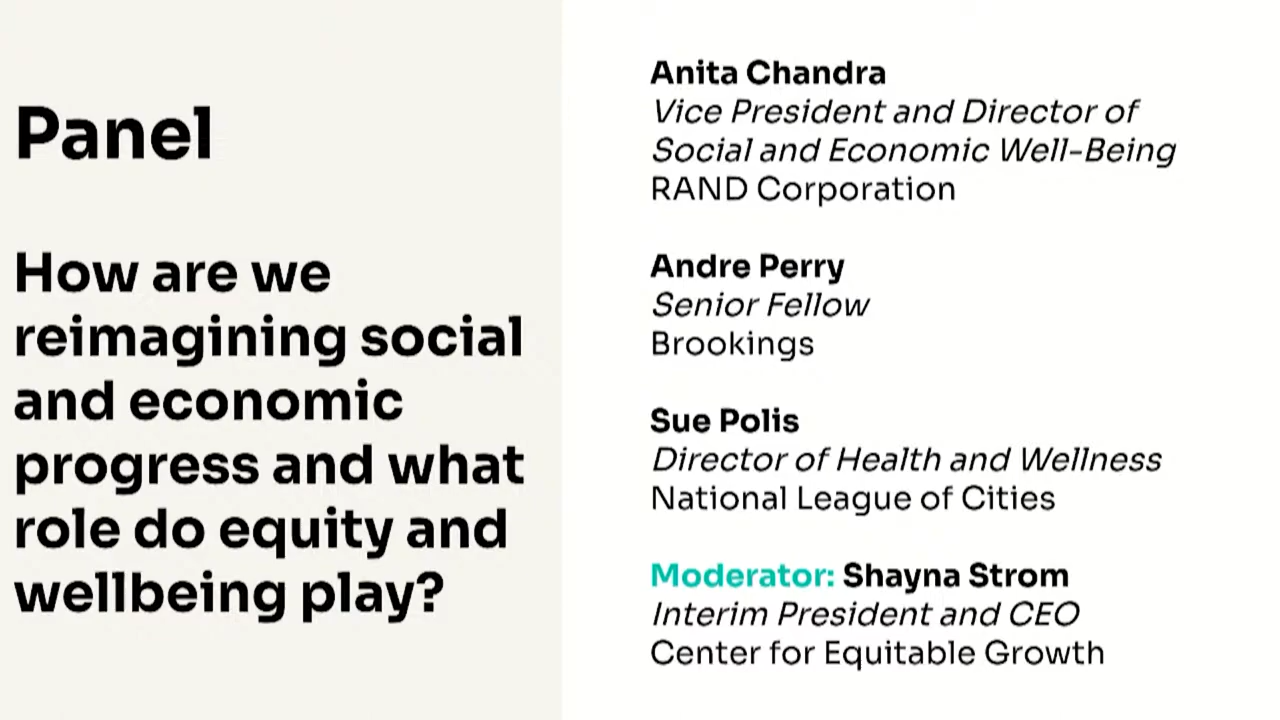 Panel
How are we
reimagining social
and economic
progress and what
role do equity and
wellbeing play?
Anita Chandra
Vice President and Director of
Social and Economic Well-Being
RAND Corporation
Andre Perry
Senior Fellow
Brookings
Sue Polis
Director of Health and Wellness
National League of Cities
Moderator: Shayna Strom
Interim President and CEO
Center for Equitable Growth